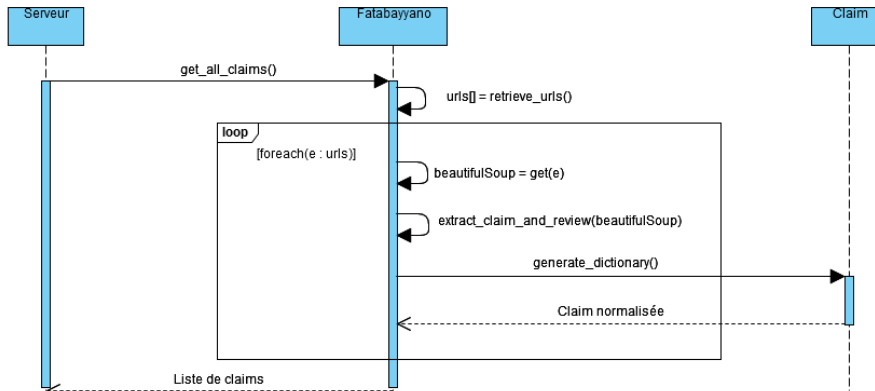 Serveur
Fatabayyano
Claim
get_all_claims()
urls[] = retrieve_urls()
loop
[foreach(e : urls)]
beautifulSoup = get(e)
extract_claim_and_review(beautifulSoup)
generate_dictionary()
Claim normalisée
Liste de claims